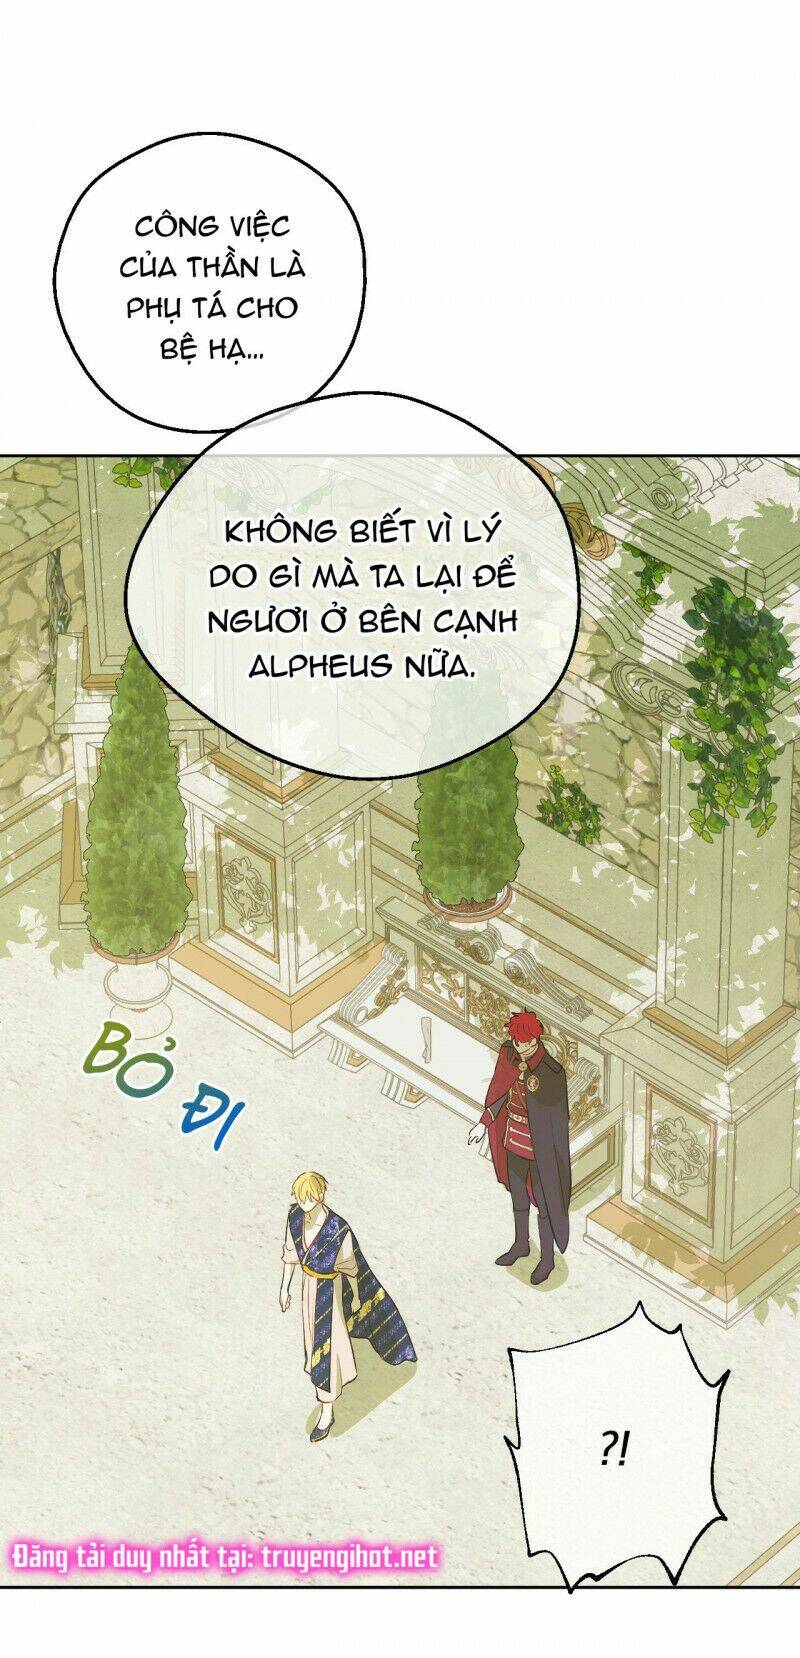 CÔNG VIỆC
CỦA THẦN LÀ
PHỤ TÁ CHO
BỆ HẠ...
KHÔNG BIẾT VÌ LÝ
DO GÌ MÀ TA LẠI ĐỂ
NGƯƠI Ở BÊN CẠNH
ALPHEUS NỮA.
BỎ ĐI
?!
Đăng tải duy nhất tại: truyengihot.net